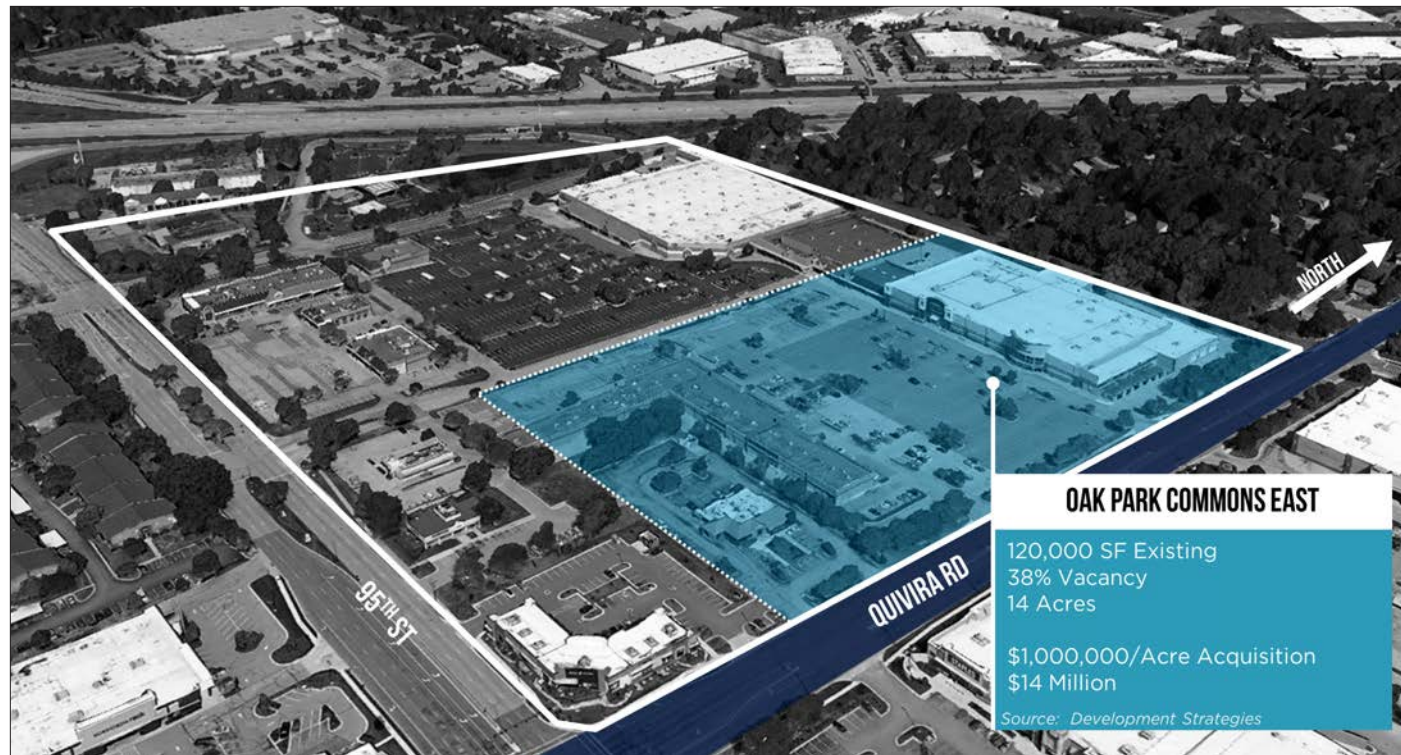 NORTH
95TH ST
QUIVIRA RD
OAK PARK COMMONS EAST
120,000 SF Existing
38% Vacancy
14 Acres
$1,000,000/Acre Acquisition
$14 Million
Source: Development Strategies